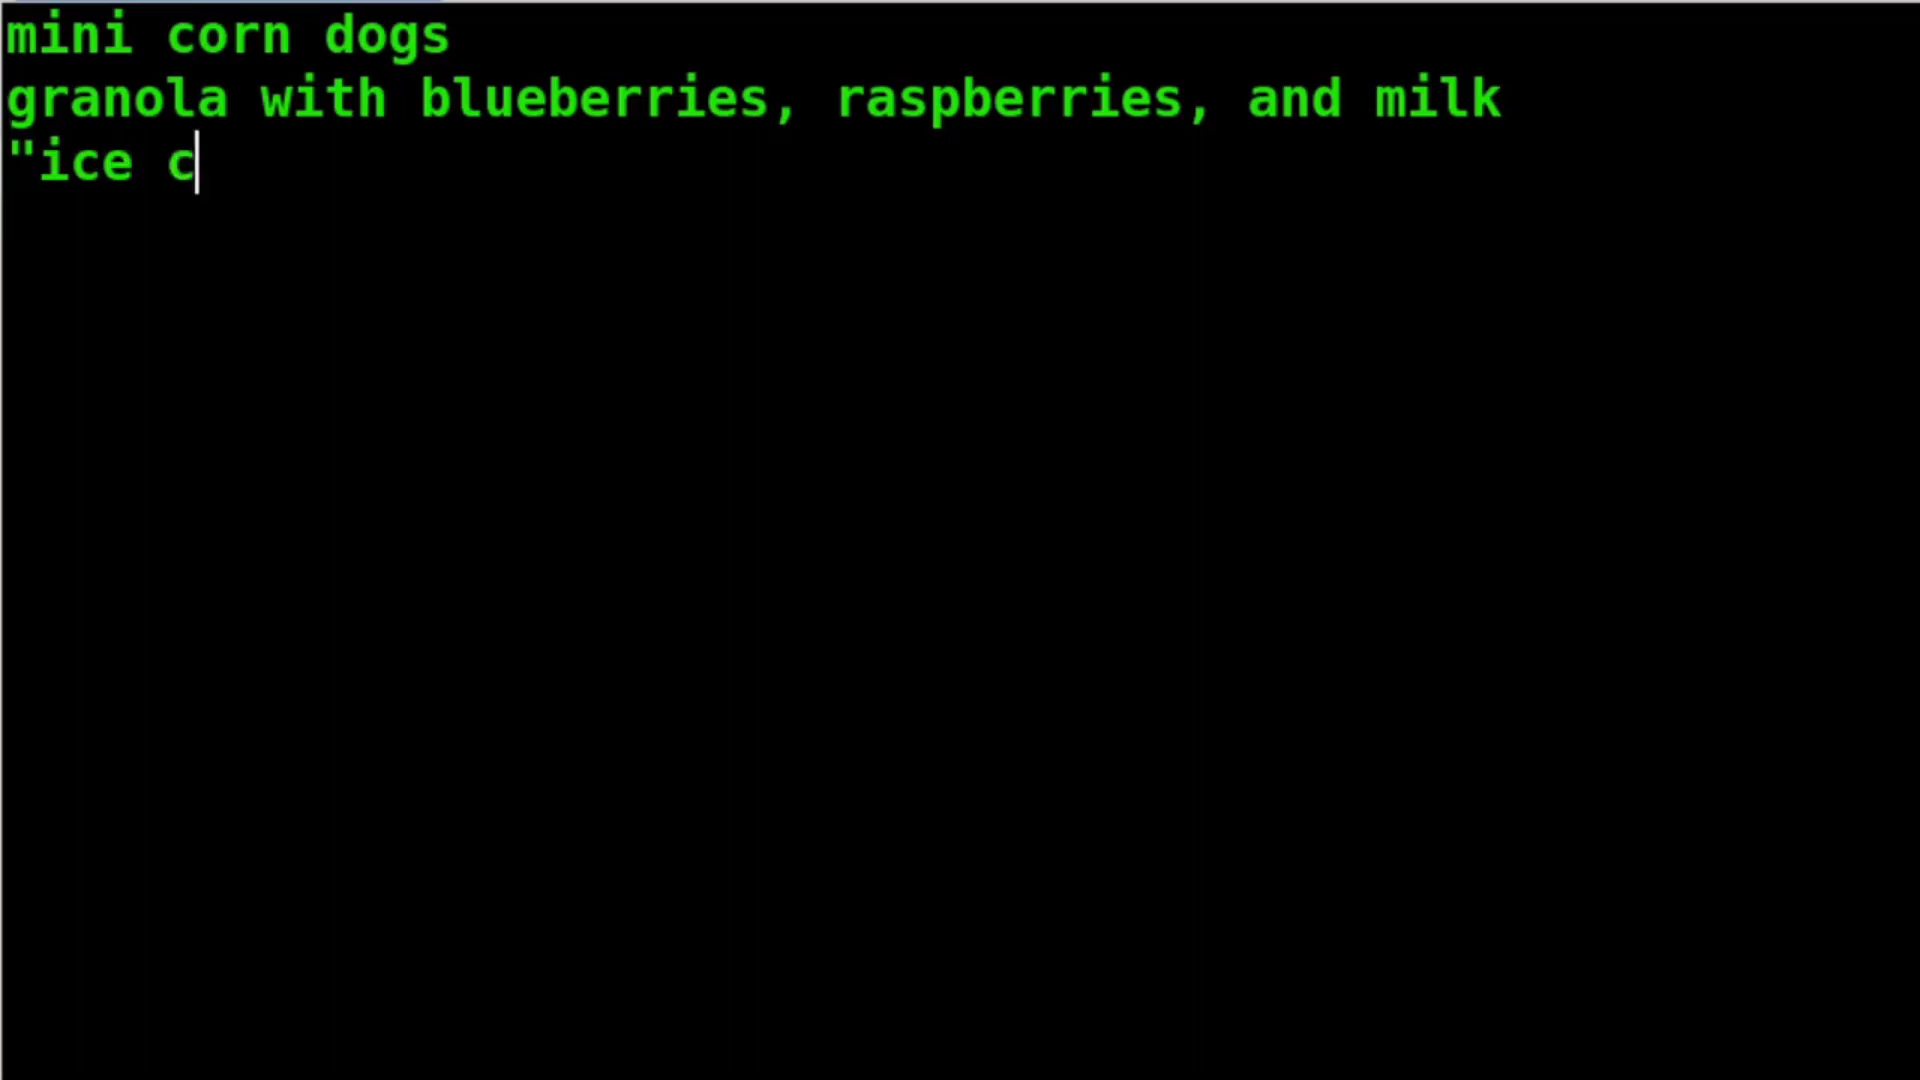 mini corn dogs
granola with blueberries, raspberries, and milk
"ice c